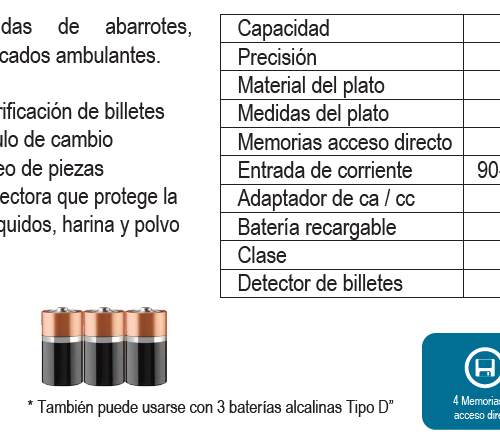 das de abarrotes,
cados ambulantes.
rificación de billetes
ulo de cambio
eo de piezas
ectora que protege la
quidos, harina y polvo
Capacidad
Precisión
Material del plato
Medidas del plato
Memorias acceso directo
Entrada de corriente 90
Adaptador de ca / cc
Batería recargable
Clase
Detector de billetes
* También puede usarse con 3 baterías alcalinas Tipo D”
4 Memorias
acceso dire